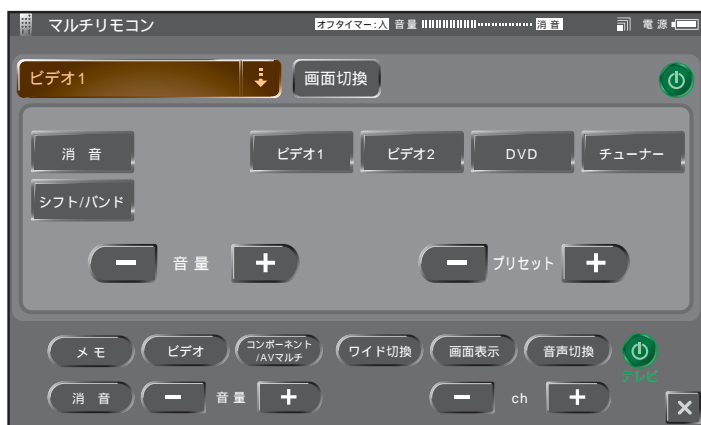 マルチリモコン オフタイマー:入 音量 消音 電源
ビデオ1 画面切換
消 音 ビデオ1 ビデオ2 DVD チューナー
シフト/バンド
音量 プリセット
メモ ビデオ コンポーネント/AVマルチ ワイド切換 画面表示 音声切換
テレビ
消 音 音量 ch